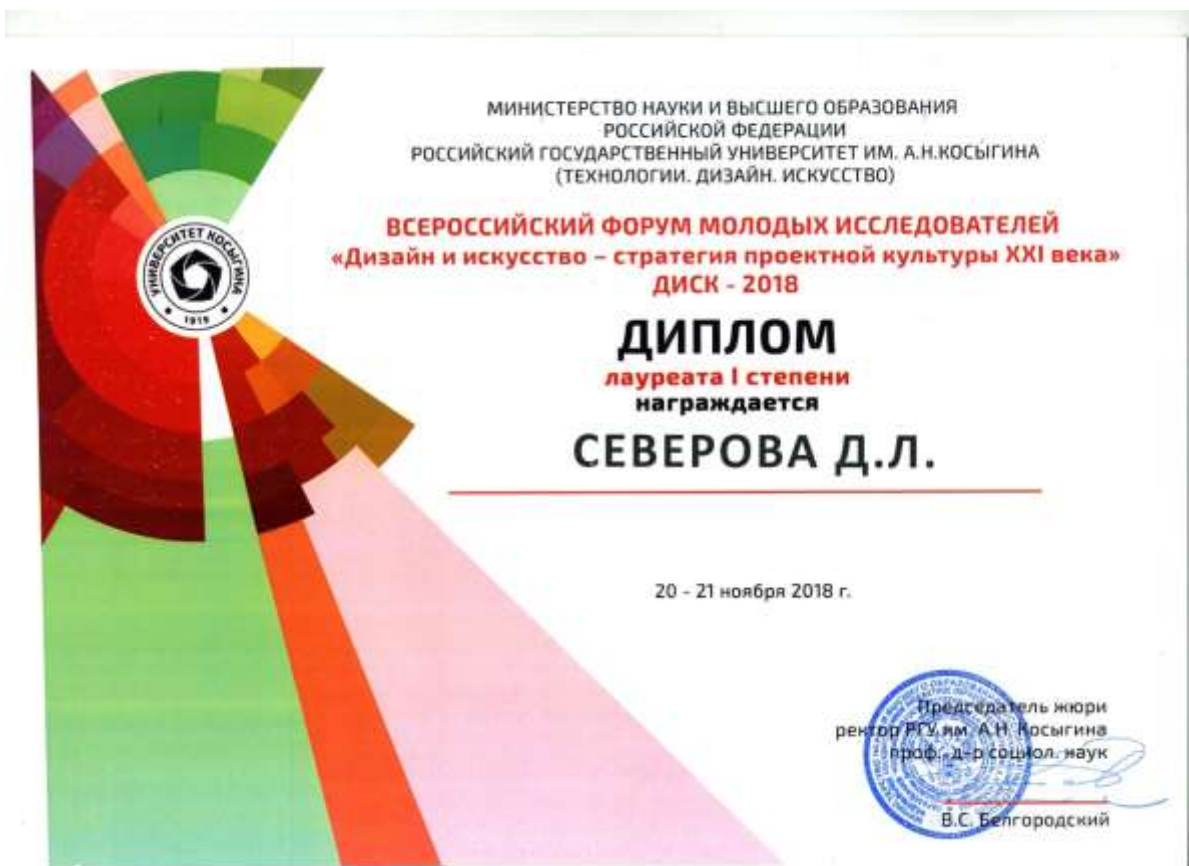 МИНИСТЕРСТВО НАУКИ И ВЫСШЕГО ОБРАЗОВАНИЯ
РОССИЙСКОЙ ФЕДЕРАЦИИ
РОССИЙСКИЙ ГОСУДАРСТВЕННЫЙ УНИВЕРСИТЕТ ИМ. А.Н.КОСЫГИНА
(ТЕХНОЛОГИИ. ДИЗАЙН. ИСКУССТВО)
ВСЕРОССИЙСКИЙ ФОРУМ МОЛОДЫХ ИССЛЕДОВАТЕЛЕЙ
«Дизайн и искусство – стратегия проектной культуры XXI века»
ДИСК - 2018
УНИВЕРСИТЕТ КОСЫГИНА
1919
ДИПЛОМ
лауреата I степени
награждается
СЕВЕРОВА Д.Л.
20 - 21 ноября 2018 г.
Председатель жюри
ректор РГУ им. А.Н. Косыгина
проф. д-р социол. наук
В.С. Белгородский